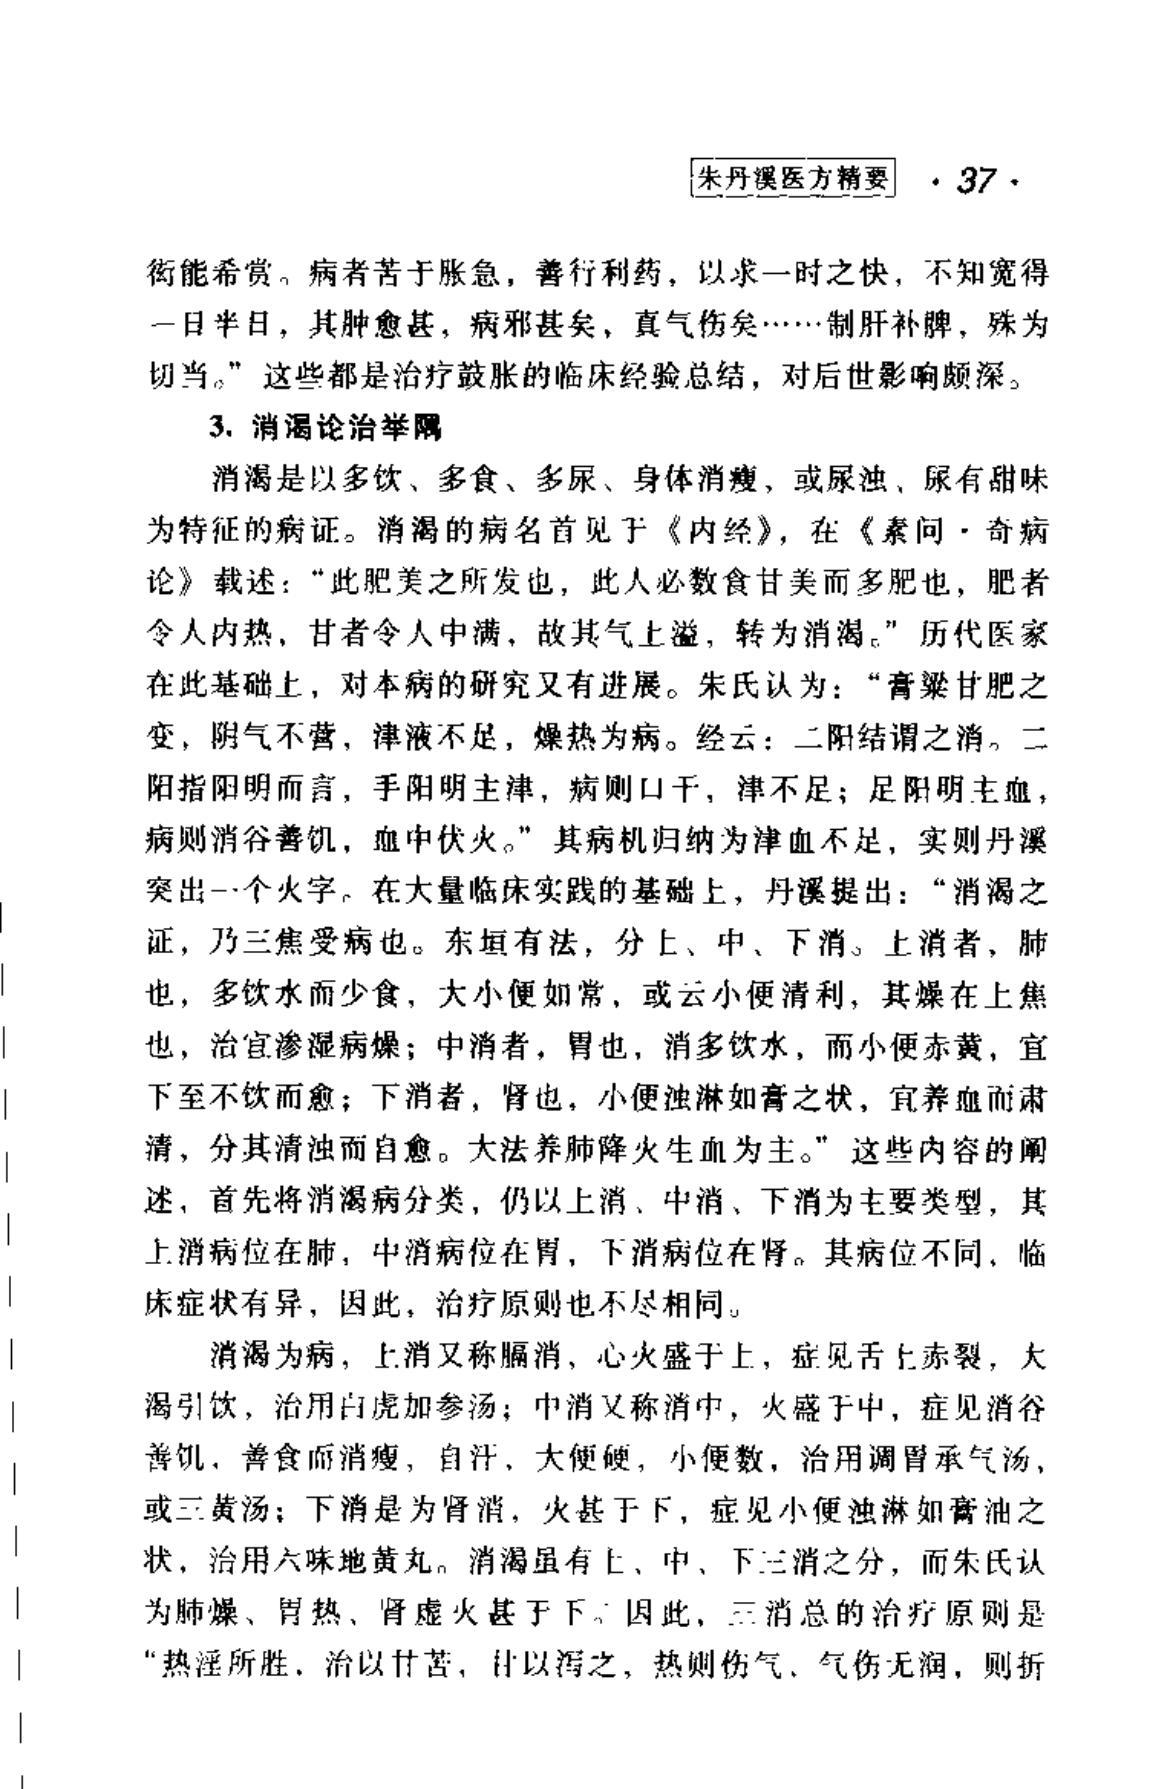 朱丹溪医方精要 · 37 ·
衒能希赏。病者苦于胀急，善行利药，以求一时之快，不知宽得
一日半日，其肿愈甚，病邪甚矣，真气伤矣……制肝补脾，殊为
切当。”这些都是治疗鼓胀的临床经验总结，对后世影响颇深。
3. 消渴论治举隅
消渴是以多饮、多食、多尿、身体消瘦，或尿浊、尿有甜味
为特征的病证。消渴的病名首见于《内经》，在《素问·奇病
论》载述：“此肥美之所发也，此人必数食甘美而多肥也，肥者
令人内热，甘者令人中满，故其气上溢，转为消渴。”历代医家
在此基础上，对本病的研究又有进展。朱氏认为：“膏粱甘肥之
变，阴气不营，津液不足，燥热为病。经云：二阳结谓之消。二
阳指阳明而言，手阳明主津，病则口干，津不足；足阳明主血，
病则消谷善饥，血中伏火。”其病机归纳为津血不足，实则丹溪
突出一个火字。在大量临床实践的基础上，丹溪提出：“消渴之
证，乃三焦受病也。东垣有法，分上、中、下消。上消者，肺
也，多饮水而少食，大小便如常，或云小便清利，其燥在上焦
也，治宜渗湿病燥；中消者，胃也，消多饮水，而小便赤黄，宜
下至不饮而愈；下消者，肾也，小便浊淋如膏之状，宜养血而肃
清，分其清浊而自愈。大法养肺降火生血为主。”这些内容的阐
述，首先将消渴病分类，仍以上消、中消、下消为主要类型，其
上消病位在肺，中消病位在胃，下消病位在肾。其病位不同，临
床症状有异，因此，治疗原则也不尽相同。
消渴为病，上消又称膈消，心火盛于上，症见舌上赤裂，大
渴引饮，治用白虎加参汤；中消又称消中，火盛于中，症见消谷
善饥，善食而消瘦，自汗，大便硬，小便数，治用调胃承气汤，
或三黄汤；下消是为肾消，火甚于下，症见小便浊淋如膏油之
状，治用六味地黄丸。消渴虽有上、中、下三消之分，而朱氏认
为肺燥、胃热、肾虚火甚于下。因此，三消总的治疗原则是
“热淫所胜，治以甘苦，甘以泻之，热则伤气，气伤无润，则折